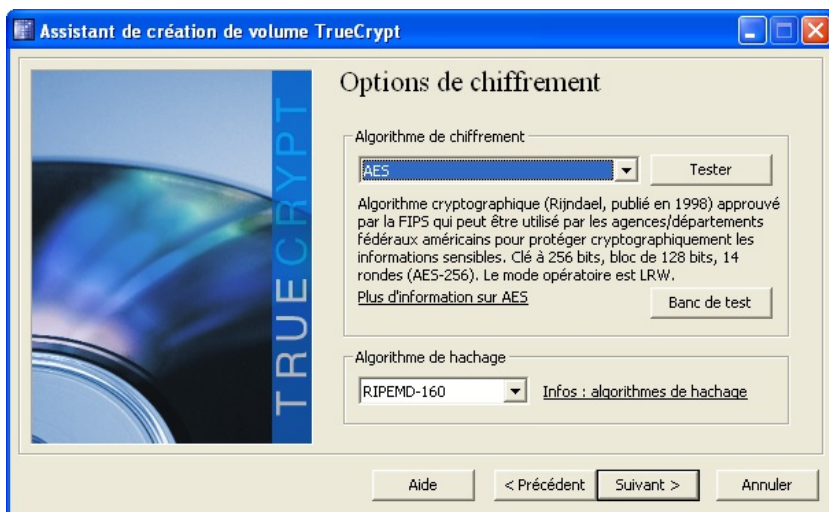 Assistant de création de volume TrueCrypt
TRUECRYPT
Options de chiffrement
Algorithme de chiffrement
AES
Tester
Algorithme cryptographique (Rijndael, publié en 1998) approuvé
par la FIPS qui peut être utilisé par les agences/départements
fédéraux américains pour protéger cryptographiquement les
informations sensibles. Clé à 256 bits, bloc de 128 bits, 14
rondes (AES-256). Le mode opératoire est LRW.
Plus d'information sur AES
Banc de test
Algorithme de hachage
RIPEMD-160
Infos : algorithmes de hachage
Aide
< Précédent
Suivant >
Annuler